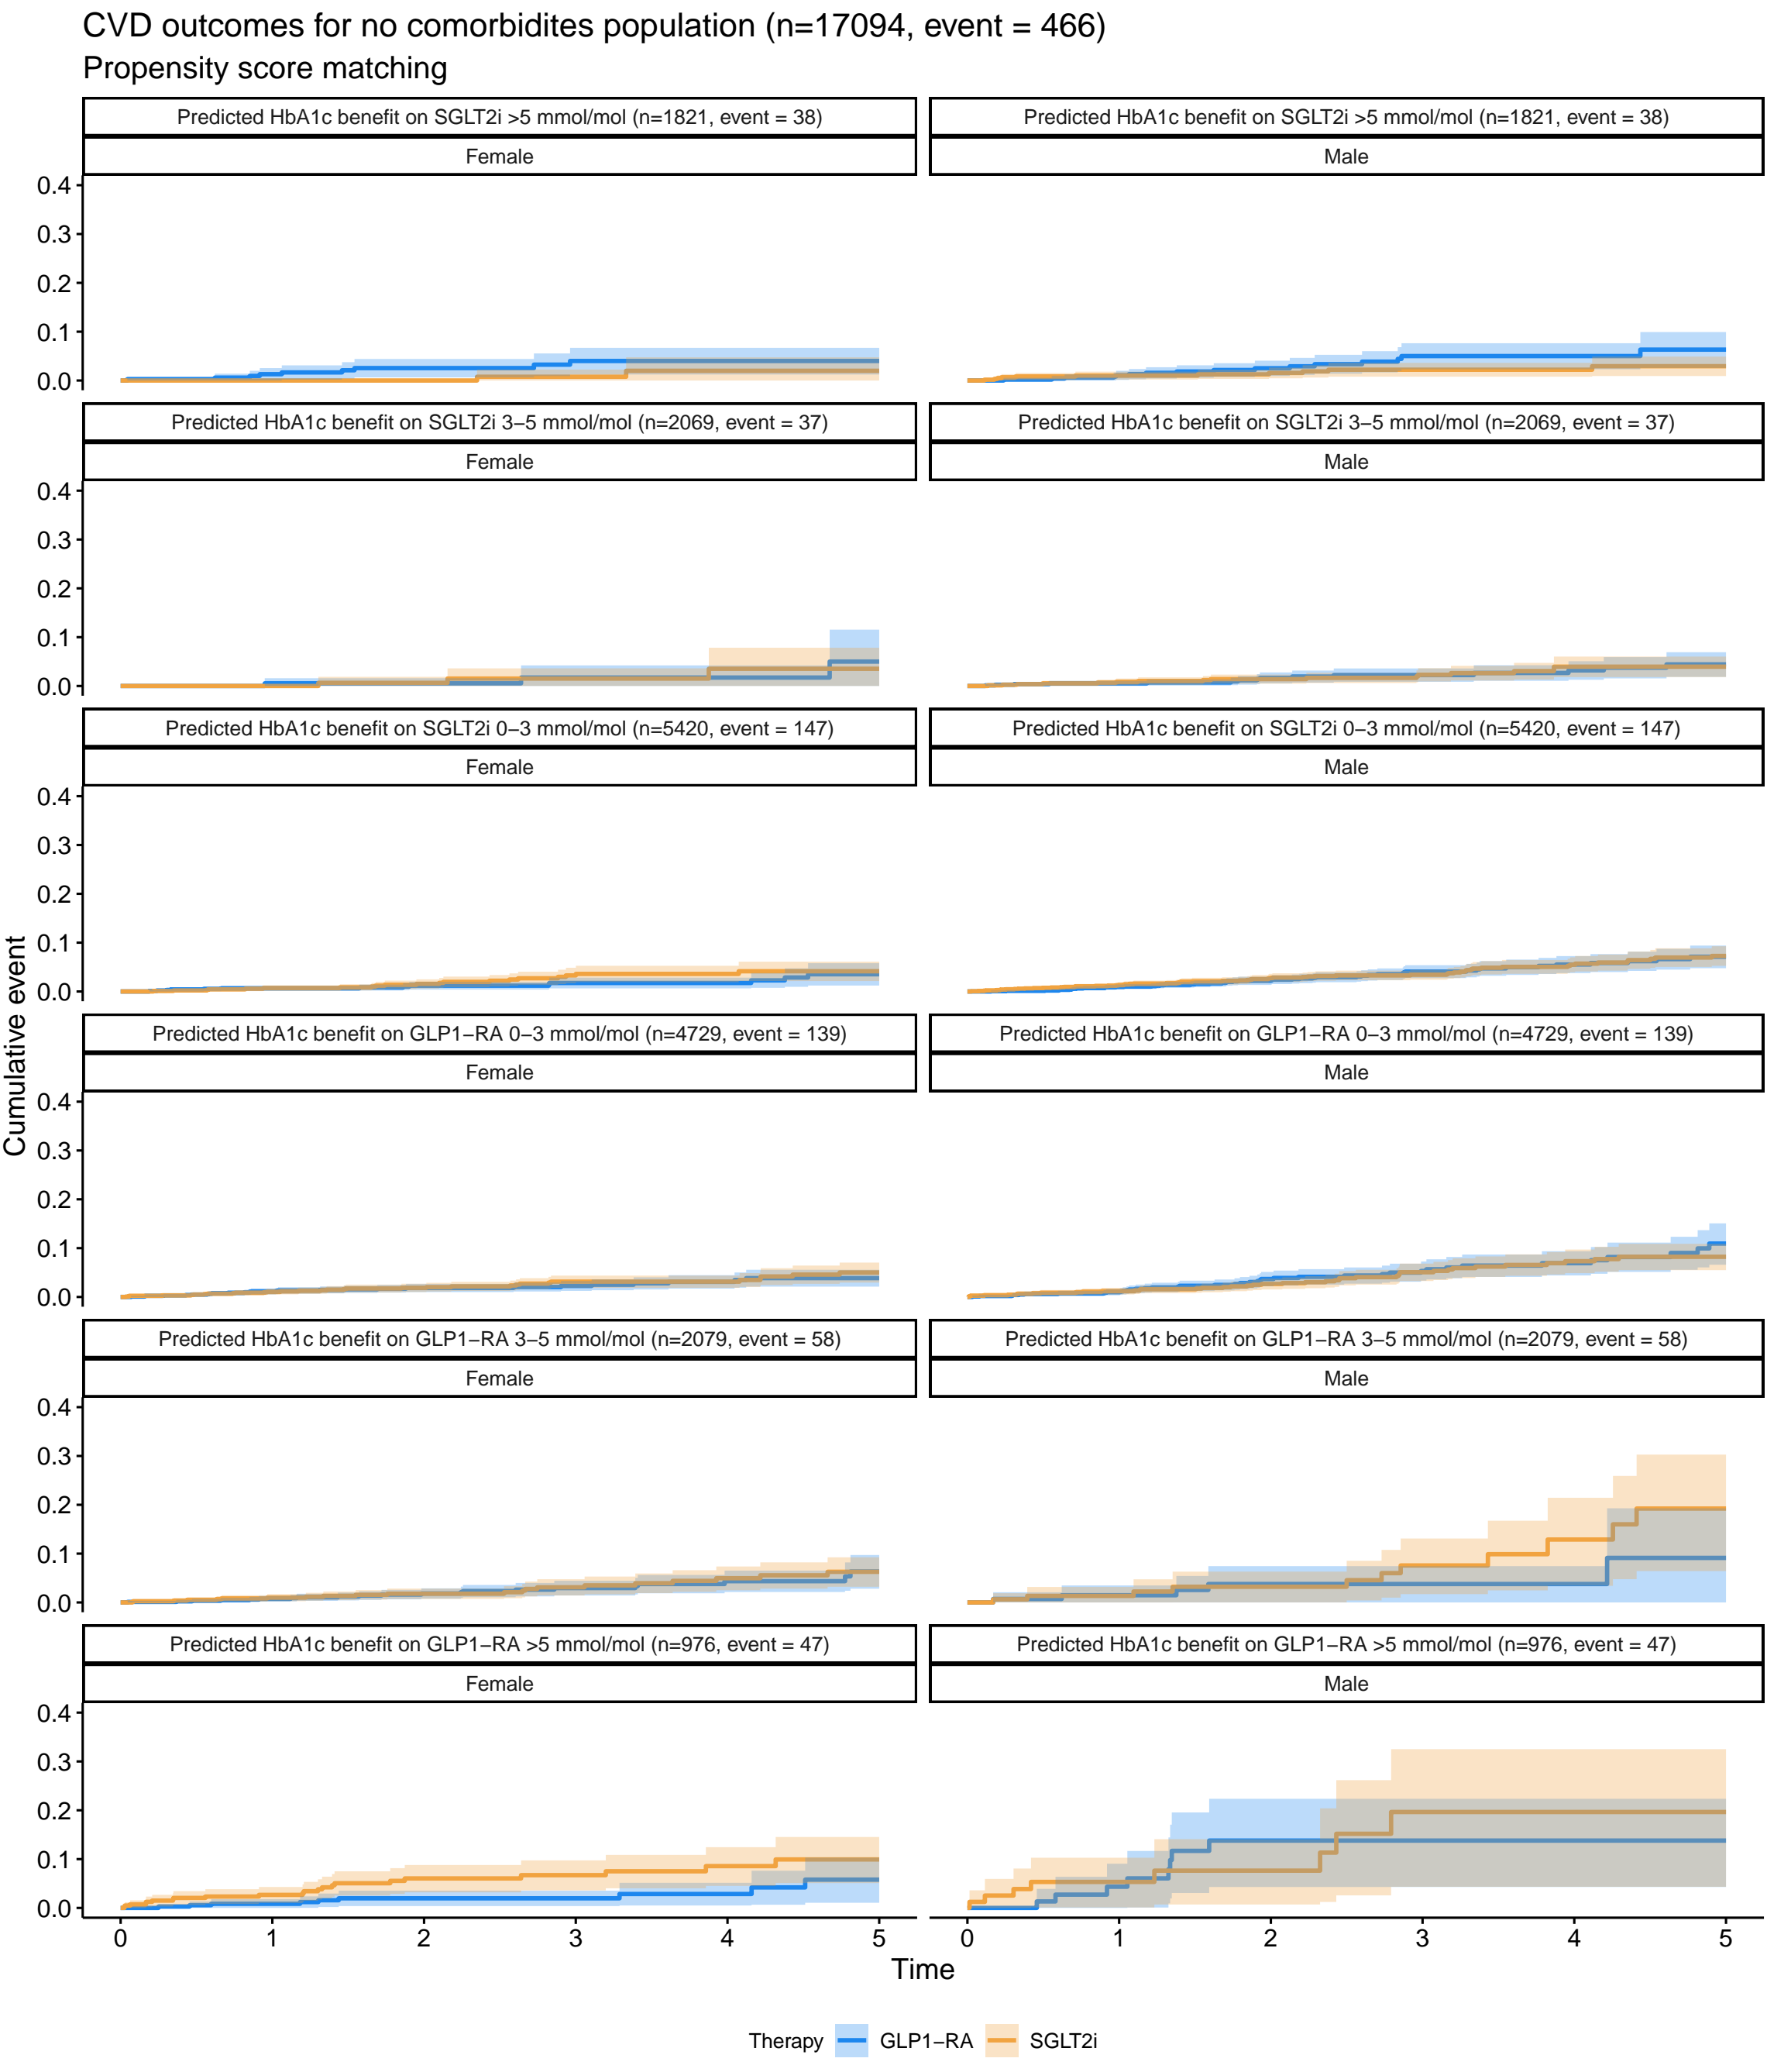 CVD outcomes for no comorbidites population (n=17094, event = 466)
Propensity score matching
Predicted HbA1c benefit on SGLT2i >5 mmol/mol (n=1821, event = 38)
Predicted HbA1c benefit on SGLT2i >5 mmol/mol (n=1821, event = 38)
Female
Male
0.4
0.3
0.2
0.1
0.0
Predicted HbA1c benefit on SGLT2i 3−5 mmol/mol (n=2069, event = 37)
Predicted HbA1c benefit on SGLT2i 3−5 mmol/mol (n=2069, event = 37)
Female
Male
0.4
0.3
0.2
0.1
0.0
Predicted HbA1c benefit on SGLT2i 0−3 mmol/mol (n=5420, event = 147)
Predicted HbA1c benefit on SGLT2i 0−3 mmol/mol (n=5420, event = 147)
Female
Male
0.4
0.3
0.2
0.1
0.0
Cumulative event
Predicted HbA1c benefit on GLP1−RA 0−3 mmol/mol (n=4729, event = 139)
Predicted HbA1c benefit on GLP1−RA 0−3 mmol/mol (n=4729, event = 139)
Female
Male
0.4
0.3
0.2
0.1
0.0
Predicted HbA1c benefit on GLP1−RA 3−5 mmol/mol (n=2079, event = 58)
Predicted HbA1c benefit on GLP1−RA 3−5 mmol/mol (n=2079, event = 58)
Female
Male
0.4
0.3
0.2
0.1
0.0
Predicted HbA1c benefit on GLP1−RA >5 mmol/mol (n=976, event = 47)
Predicted HbA1c benefit on GLP1−RA >5 mmol/mol (n=976, event = 47)
Female
Male
0.4
0.3
0.2
0.1
0.0
0 1 2 3 4 5
0 1 2 3 4 5
Time
Therapy GLP1−RA SGLT2i